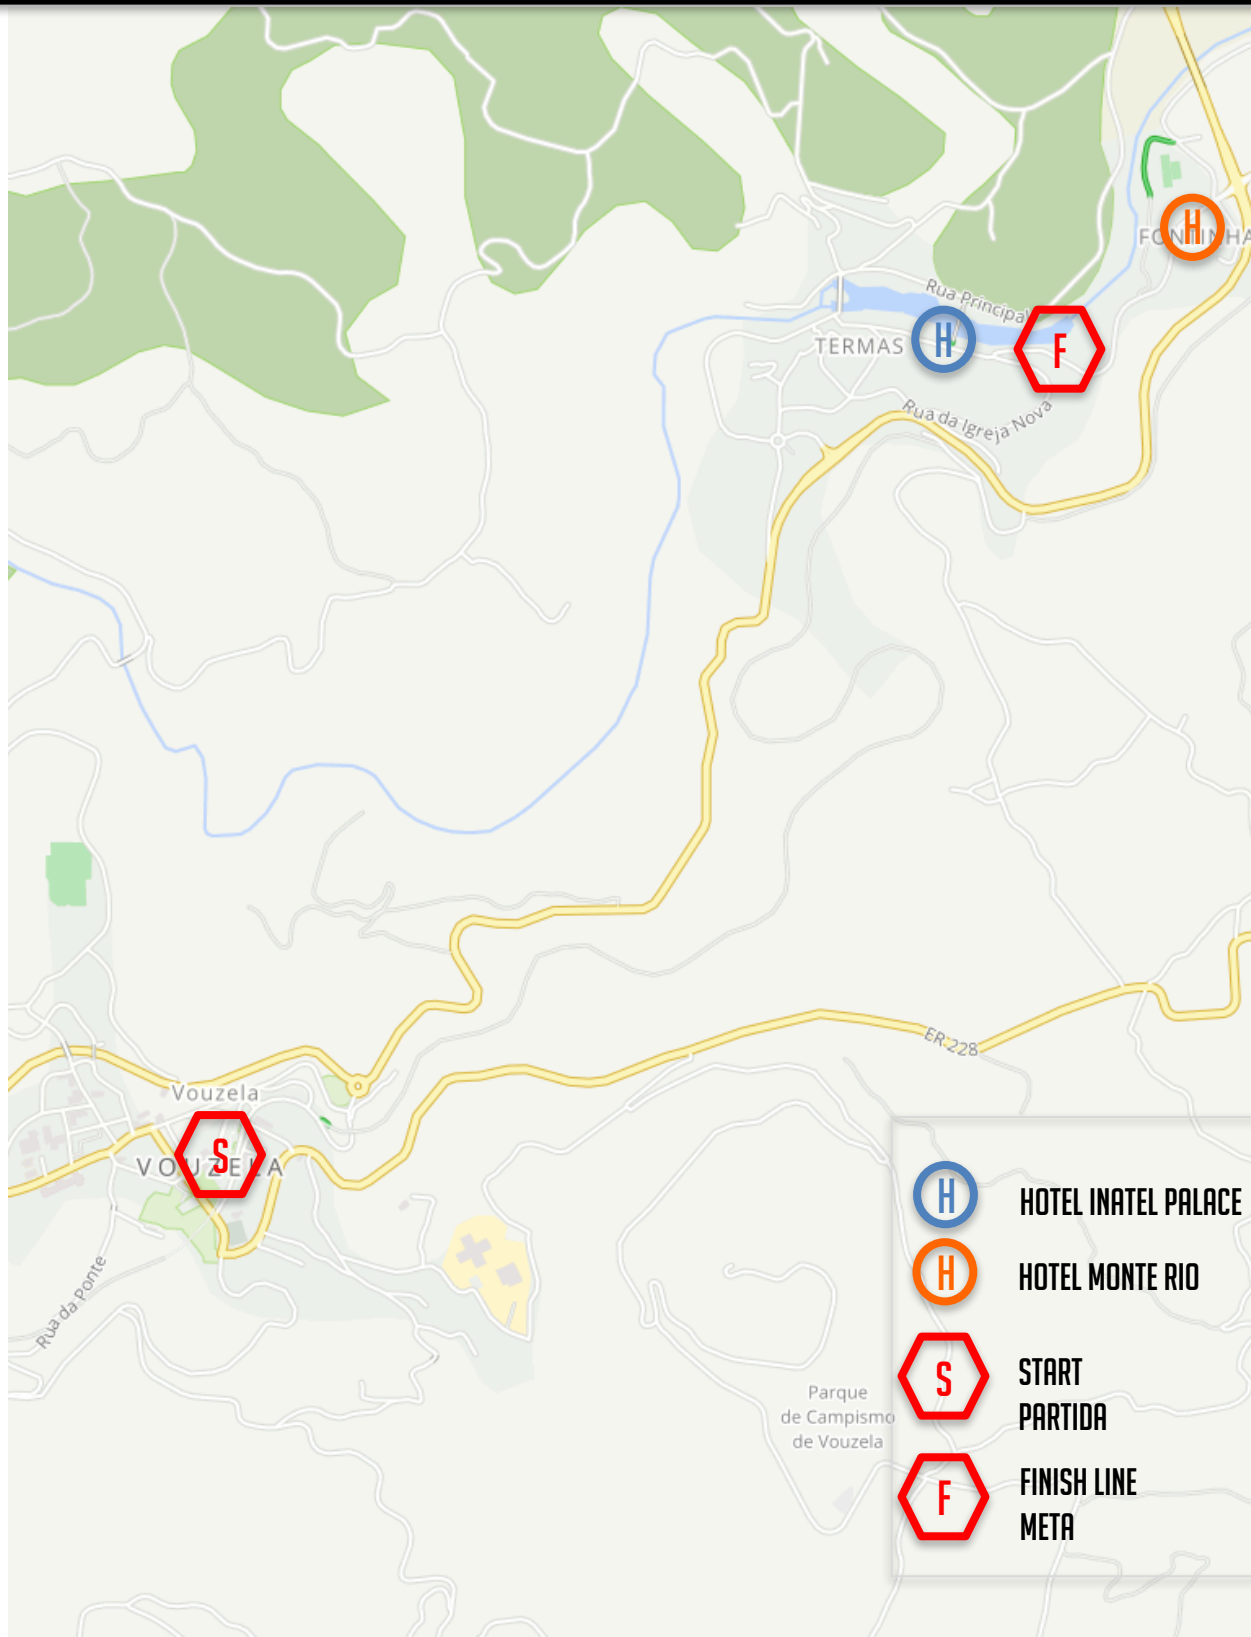 H
FONTINHA
Rua Principal
TERMAS
H
F
Rua da Igreja Nova
ER 228
Vouzela
S
VOUZELA
Rua da Ponte
Parque
de Campismo
de Vouzela
H HOTEL INATEL PALACE
H HOTEL MONTE RIO
S START
PARTIDA
F FINISH LINE
META